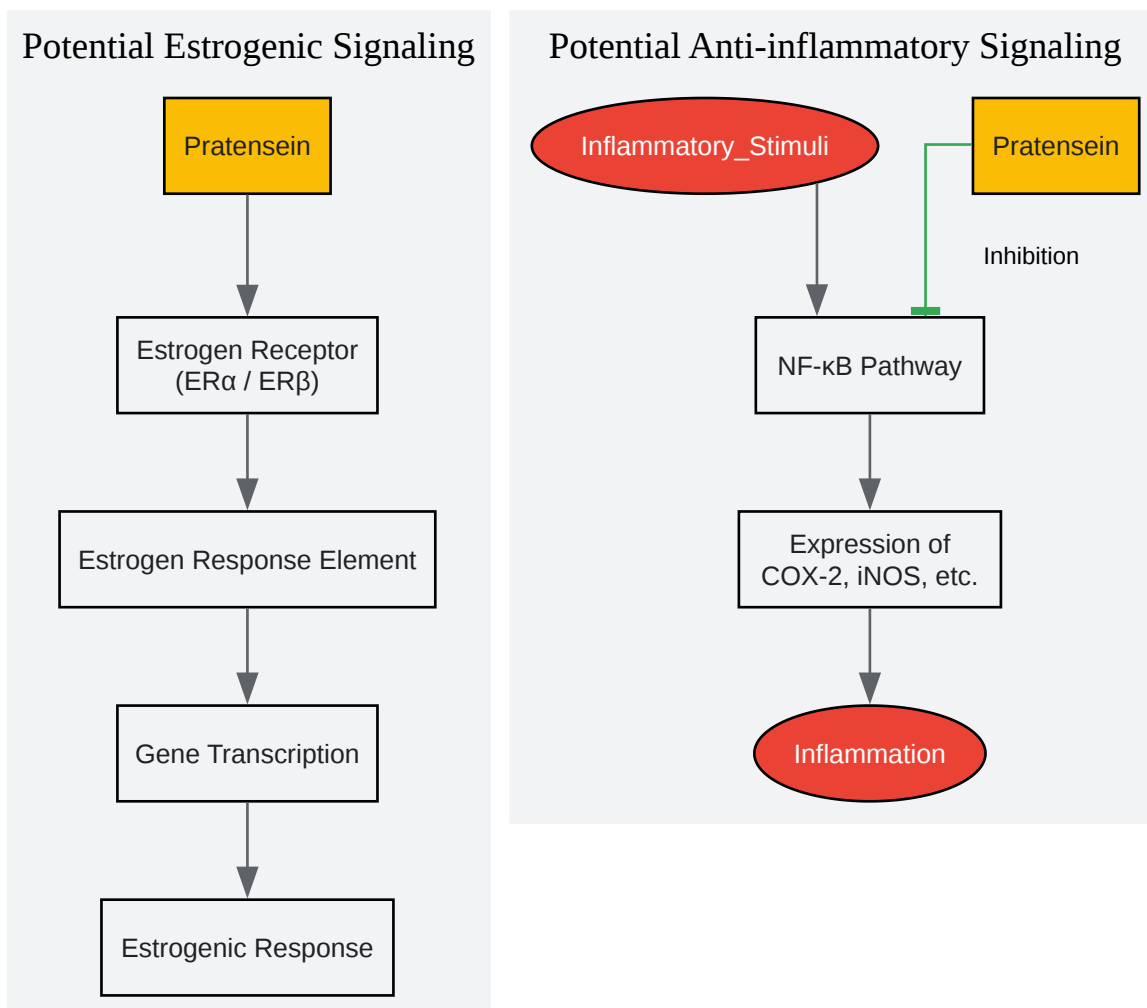 Potential Estrogenic Signaling
Pratensein
Estrogen Receptor
(ERα / ERβ)
Estrogen Response Element
Gene Transcription
Estrogenic Response
Potential Anti-inflammatory Signaling
Inflammatory_Stimuli
Pratensein
Inhibition
NF-κB Pathway
Expression of
COX-2, iNOS, etc.
Inflammation